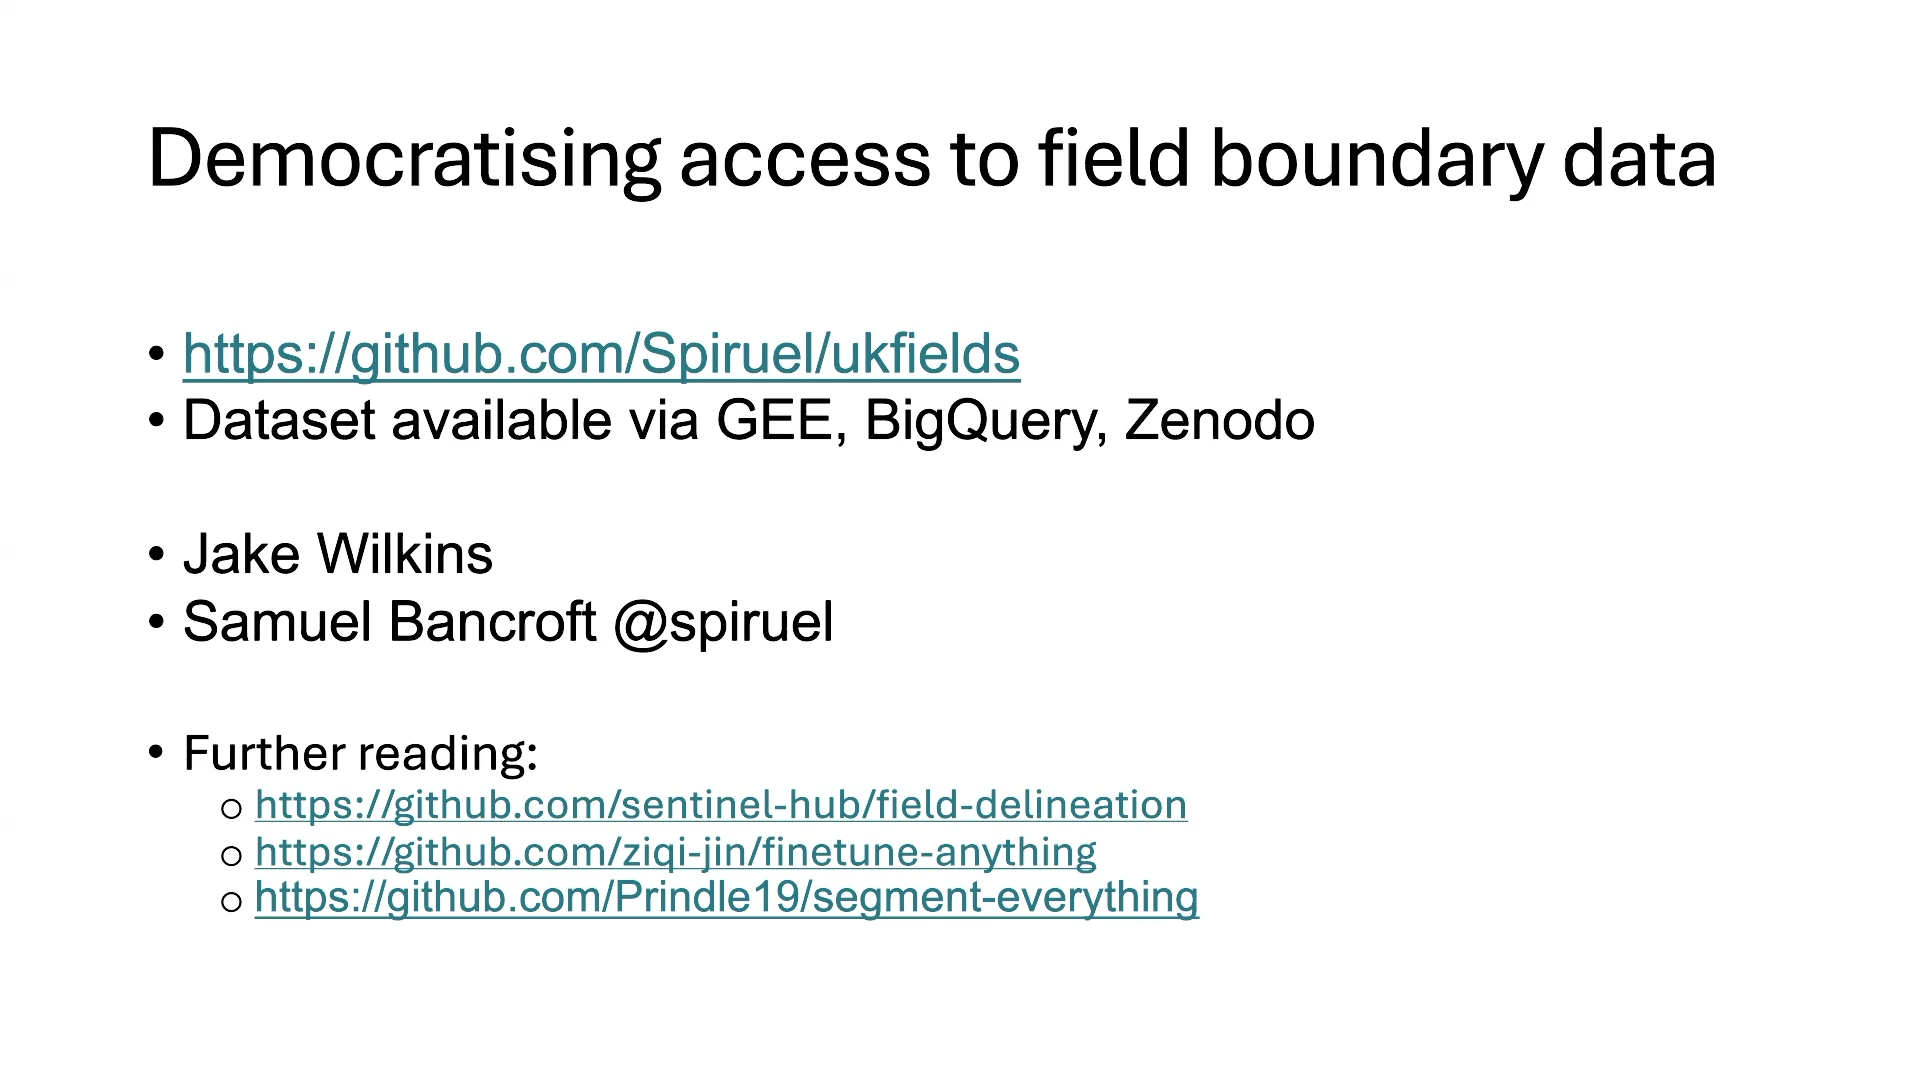 Democratising access to field boundary data
• https://github.com/Spiruel/ukfields
• Dataset available via GEE, BigQuery, Zenodo
• Jake Wilkins
• Samuel Bancroft @spiruel
• Further reading:
○ https://github.com/sentinel-hub/field-delineation
○ https://github.com/ziqi-jin/finetune-anything
○ https://github.com/Prindle19/segment-everything